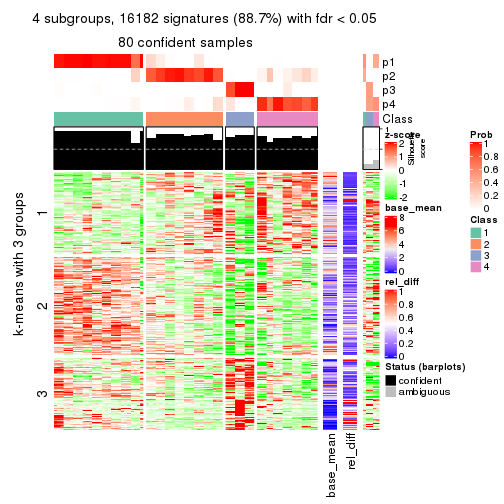 4 subgroups, 16182 signatures (88.7%) with fdr < 0.05
80 confident samples
p1
p2
p3
p4
Class
Silhouette
score
1
k-means with 3 groups
1
2
3
base_mean
rel_diff
z-score
2
1
0
-1
-2
base_mean
8
6
4
2
0
rel_diff
1
0.8
0.6
0.4
0.2
0
Status (barplots)
confident
ambiguous
Prob
1
0.8
0.6
0.4
0.2
0
Class
1
2
3
4